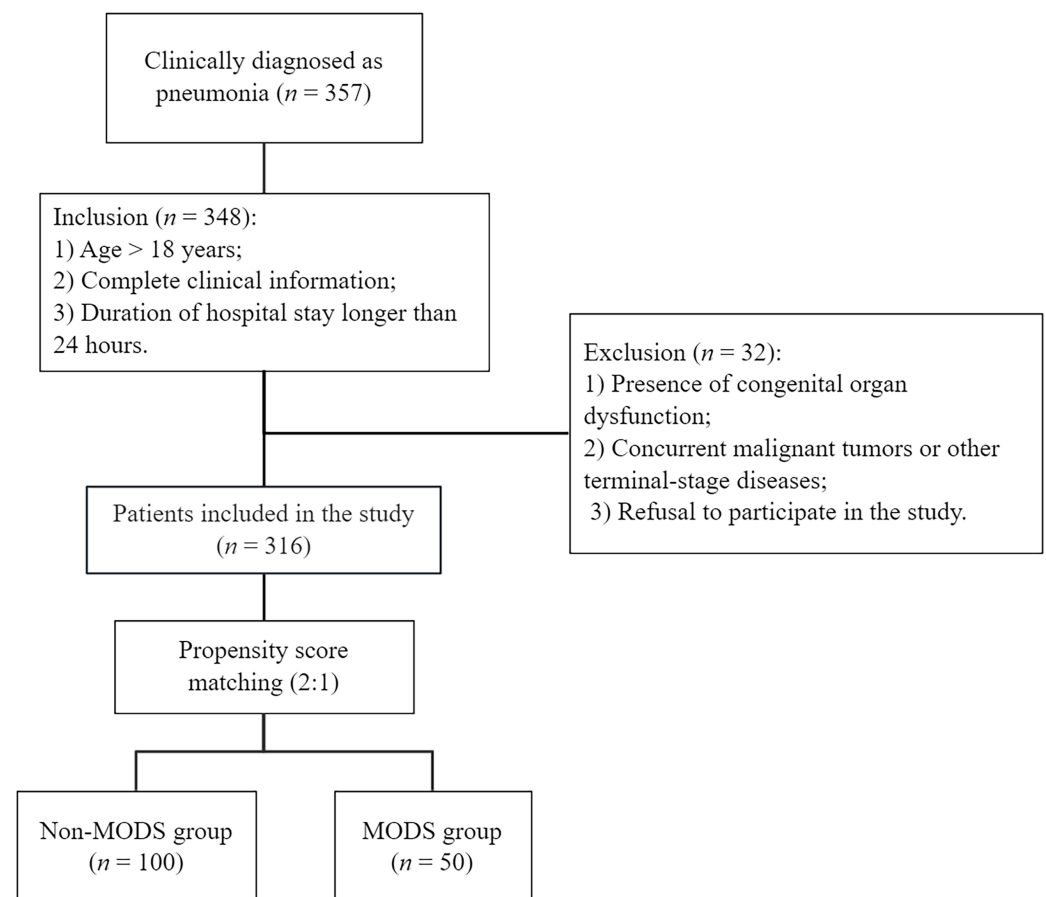 Clinically diagnosed as
pneumonia (n = 357)
Inclusion (n = 348):
1) Age > 18 years;
2) Complete clinical information;
3) Duration of hospital stay longer than
24 hours.
Exclusion (n = 32):
1) Presence of congenital organ
dysfunction;
2) Concurrent malignant tumors or other
terminal-stage diseases;
3) Refusal to participate in the study.
Patients included in the study
(n = 316)
Propensity score
matching (2:1)
Non-MODS group
(n = 100)
MODS group
(n = 50)